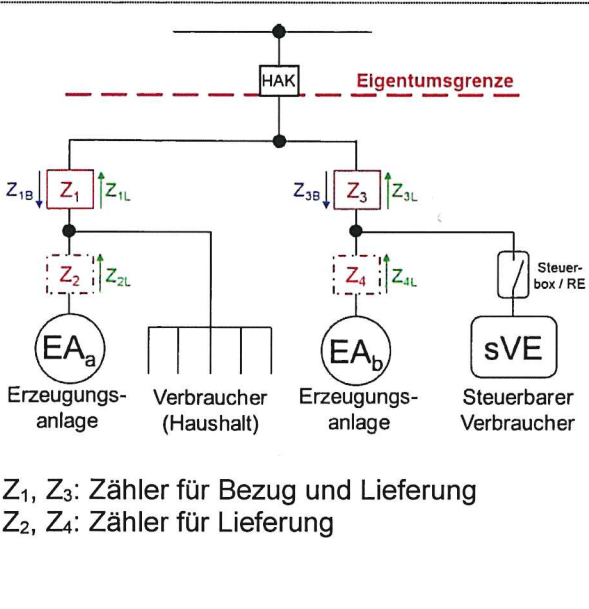 HAK
Eigentumsgrenze
Z1B Z1 Z1L
Z3B Z3 Z3L
Z2 Z2L
Z4 Z4L
Steuer-
box / RE
EAa
EAb
sVE
Erzeugungs-
anlage
Verbraucher
(Haushalt)
Erzeugungs-
anlage
Steuerbarer
Verbraucher
Z1, Z3: Zähler für Bezug und Lieferung
Z2, Z4: Zähler für Lieferung